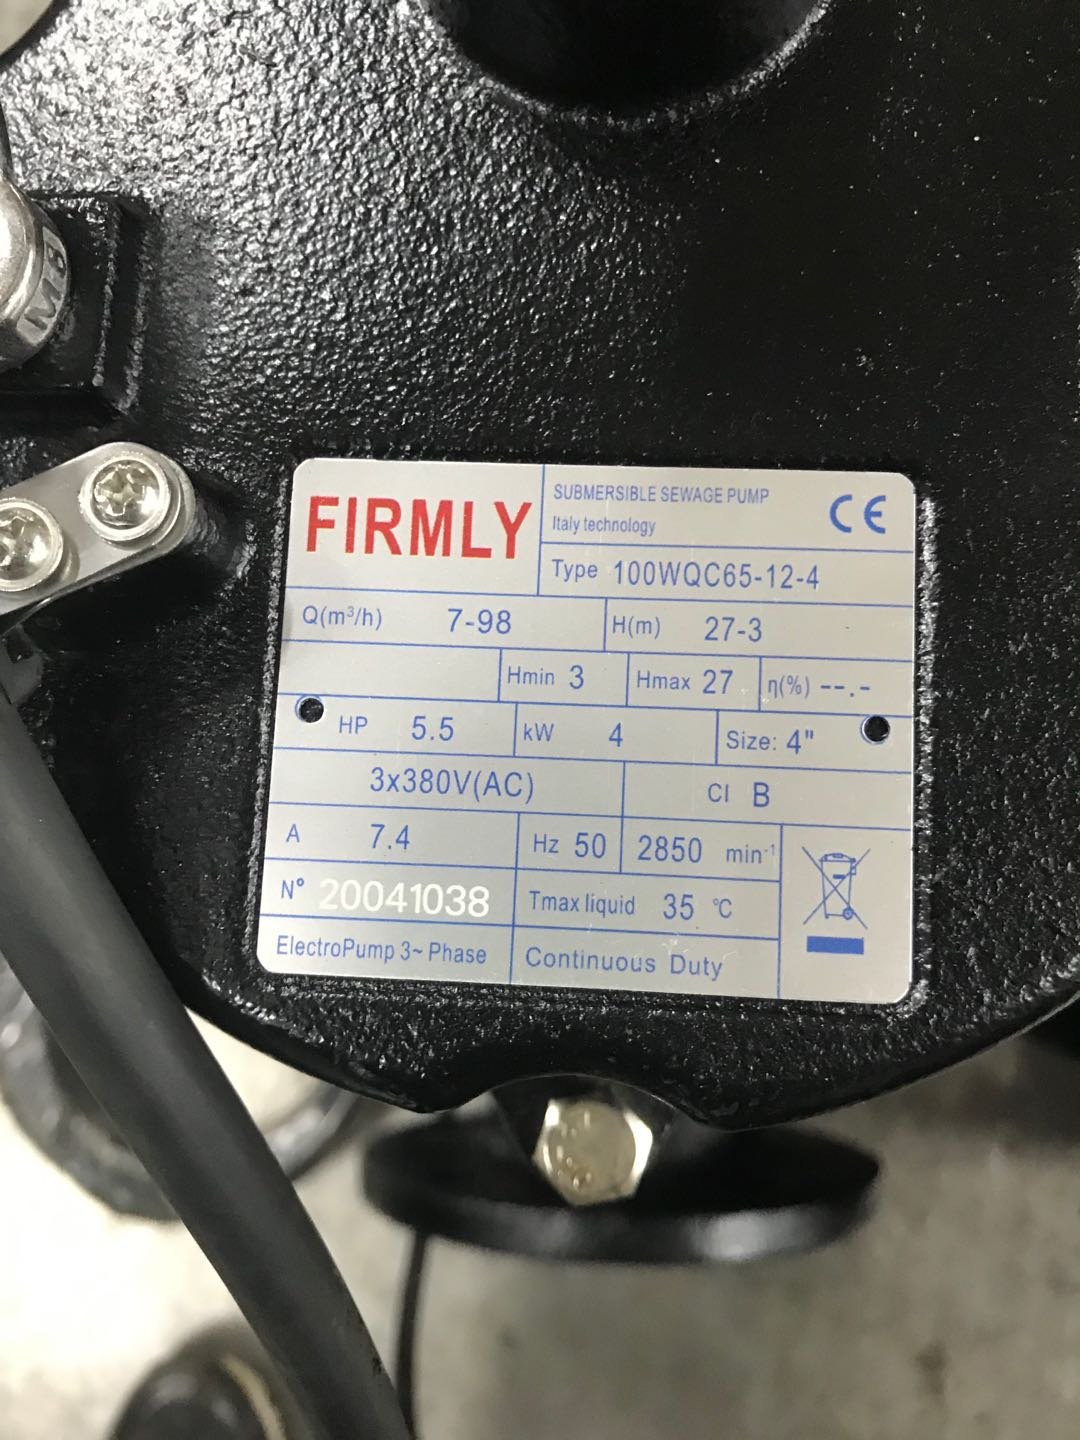 M8
FIRMLY
SUBMERSIBLE SEWAGE PUMP
Italy technology
CE
Type 100WQC65-12-4
Q(m³/h) 7-98 H(m) 27-3
Hmin 3 Hmax 27 η(%) --.-
HP 5.5 kW 4 Size: 4"
3x380V(AC) Cl B
A 7.4 Hz 50 2850 min⁻¹
N° 20041038 Tmax liquid 35 °C
ElectroPump 3~ Phase Continuous Duty